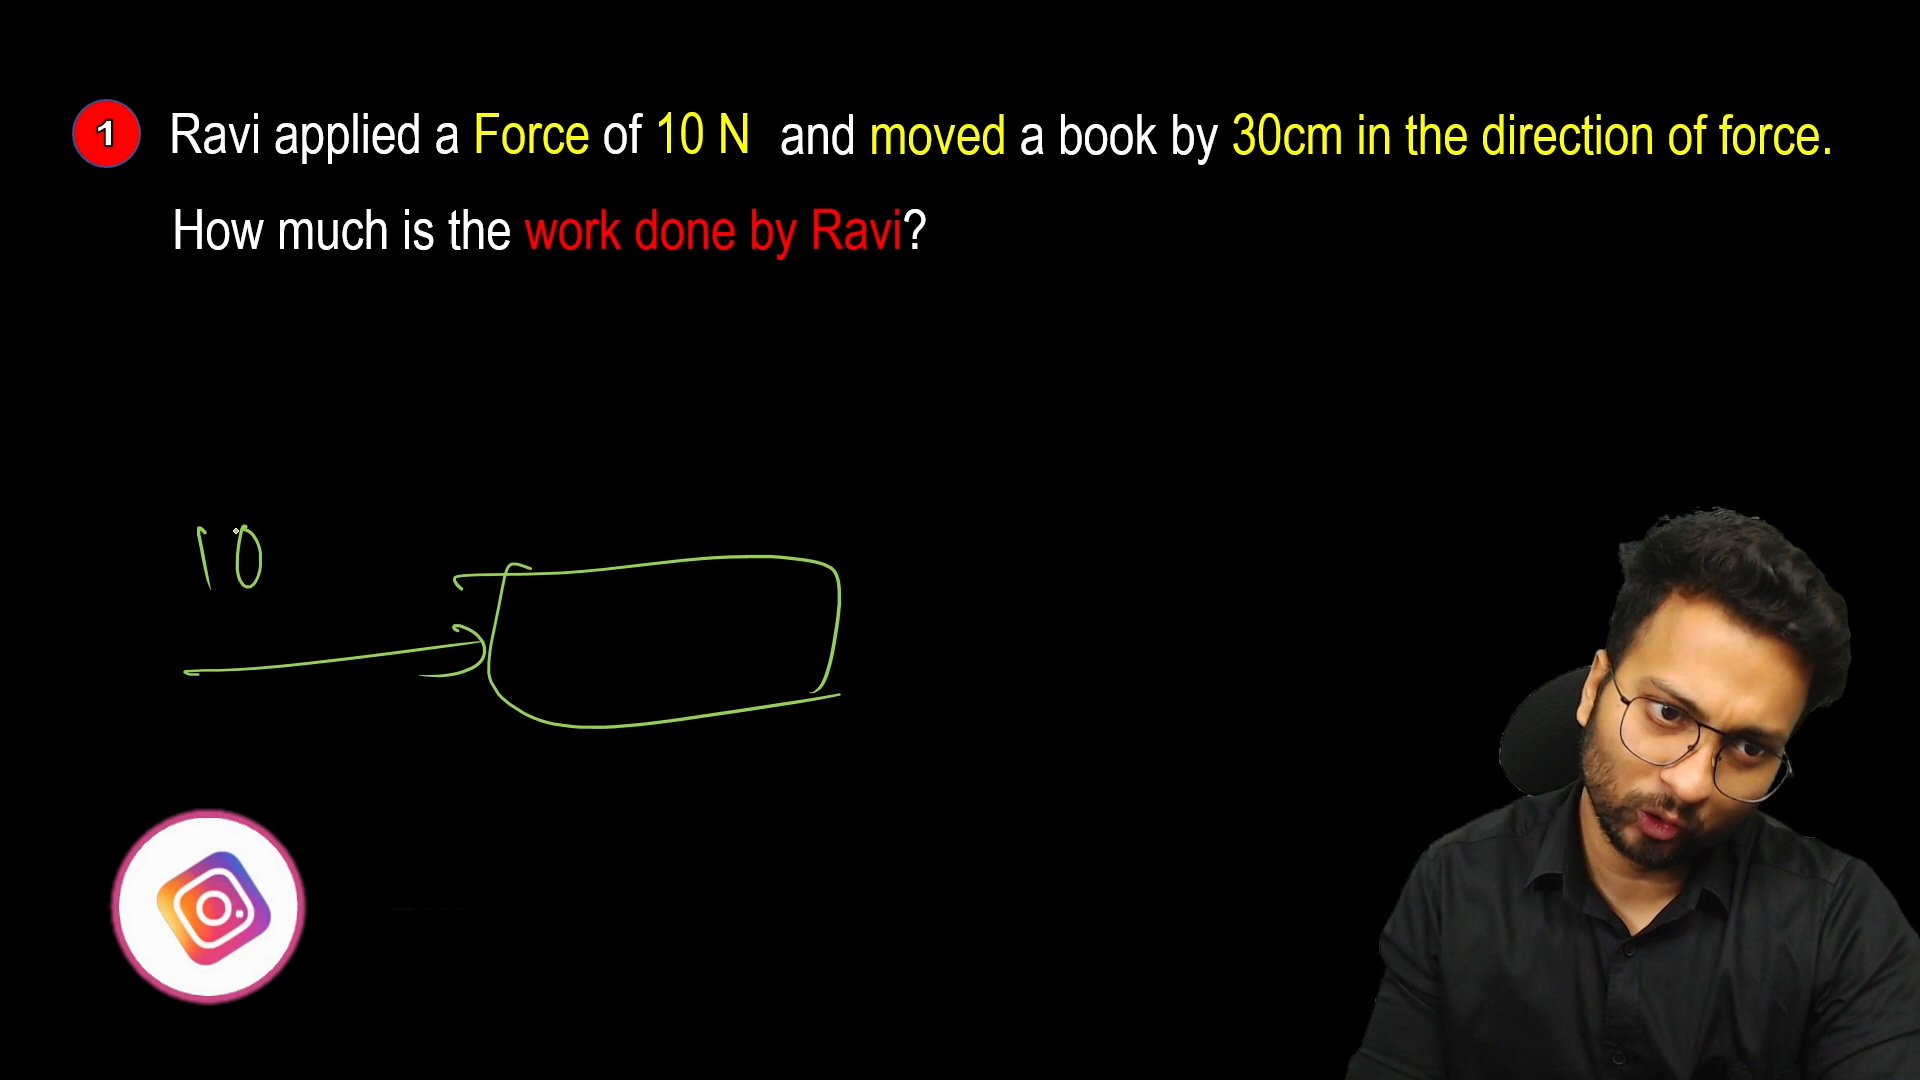 1 Ravi applied a Force of 10 N and moved a book by 30cm in the direction of force.
How much is the work done by Ravi?
10